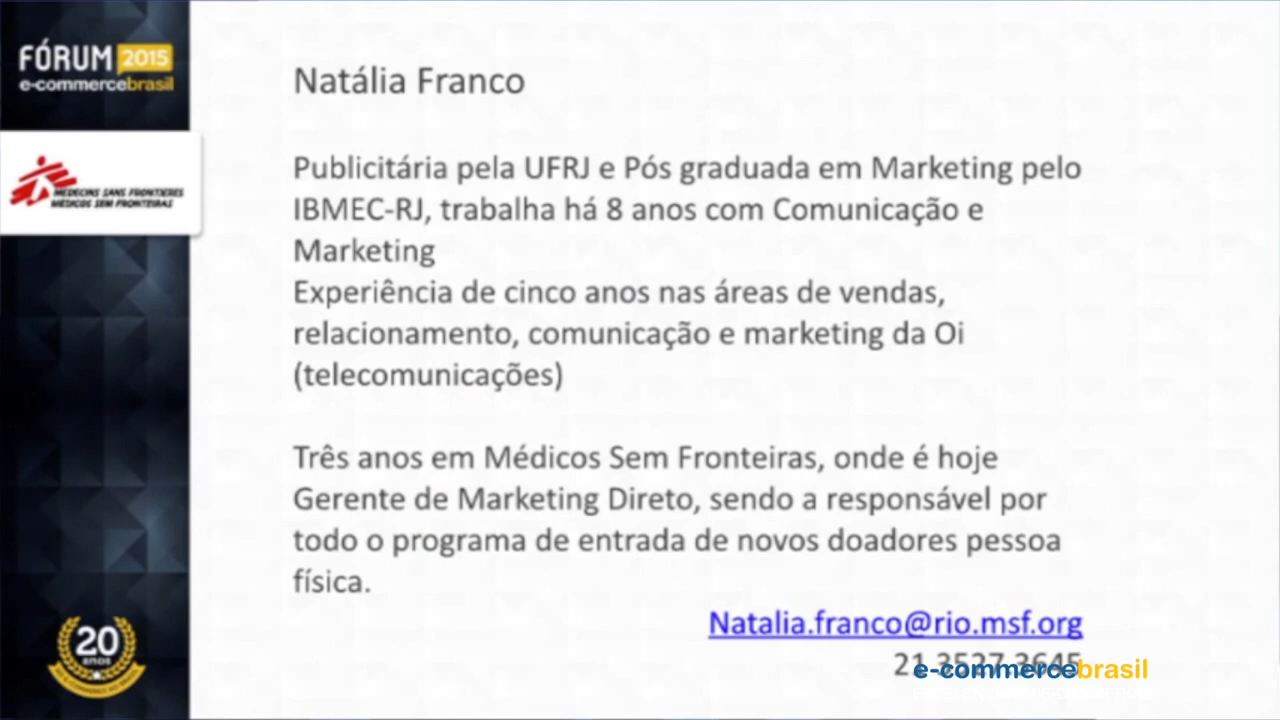 FÓRUM 2015
e-commercebrasil
MEDECINS SANS FRONTIERES
MÉDICOS SEM FRONTEIRAS
Natália Franco
Publicitária pela UFRJ e Pós graduada em Marketing pelo
IBMEC-RJ, trabalha há 8 anos com Comunicação e
Marketing
Experiência de cinco anos nas áreas de vendas,
relacionamento, comunicação e marketing da Oi
(telecomunicações)
Três anos em Médicos Sem Fronteiras, onde é hoje
Gerente de Marketing Direto, sendo a responsável por
todo o programa de entrada de novos doadores pessoa
física.
Natalia.franco@rio.msf.org
21 3527 3645
e-commercebrasil
20
anos